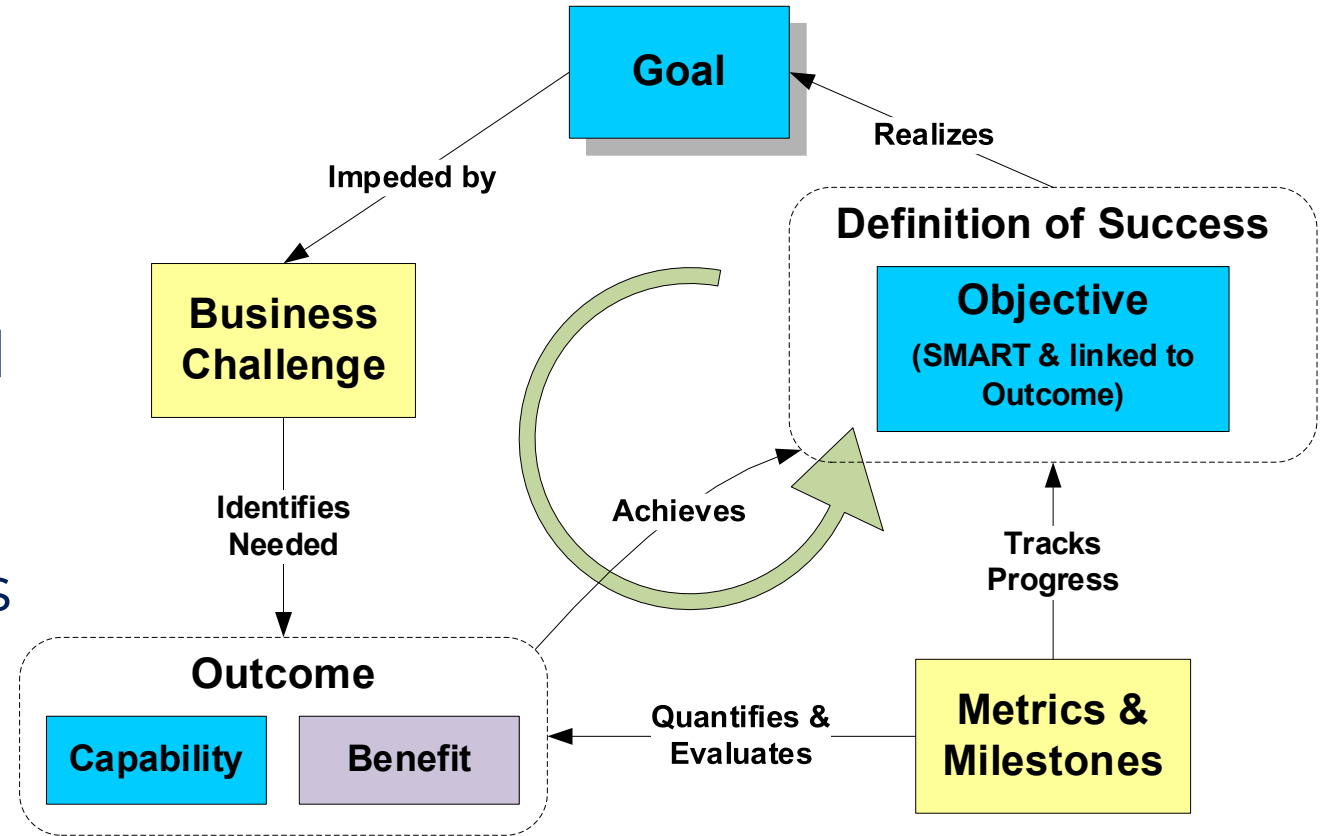 Goal
Realizes
Impeded by
Definition of Success
Objective
(SMART & linked to
Outcome)
Business
Challenge
Identifies
Needed
Achieves
Tracks
Progress
s
Outcome
Capability
Benefit
Quantifies &
Evaluates
Metrics &
Milestones